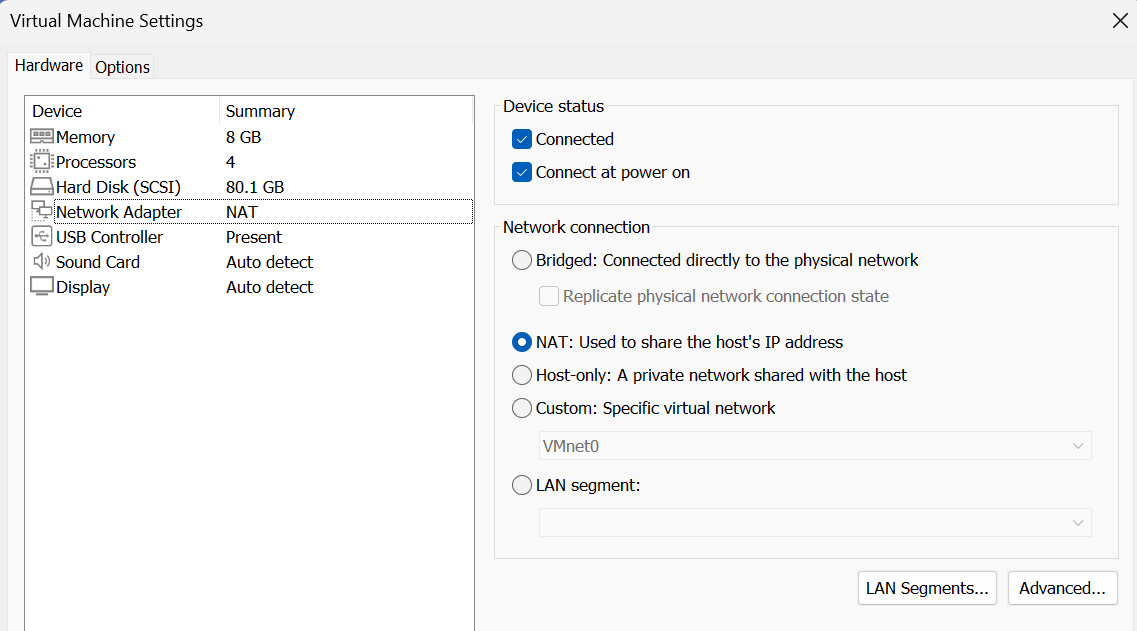 Virtual Machine Settings
Hardware Options
Device Summary
Memory 8 GB
Processors 4
Hard Disk (SCSI) 80.1 GB
Network Adapter NAT
USB Controller Present
Sound Card Auto detect
Display Auto detect
Device status
Connected
Connect at power on
Network connection
Bridged: Connected directly to the physical network
Replicate physical network connection state
NAT: Used to share the host's IP address
Host-only: A private network shared with the host
Custom: Specific virtual network
VMnet0
LAN segment:
LAN Segments... Advanced...